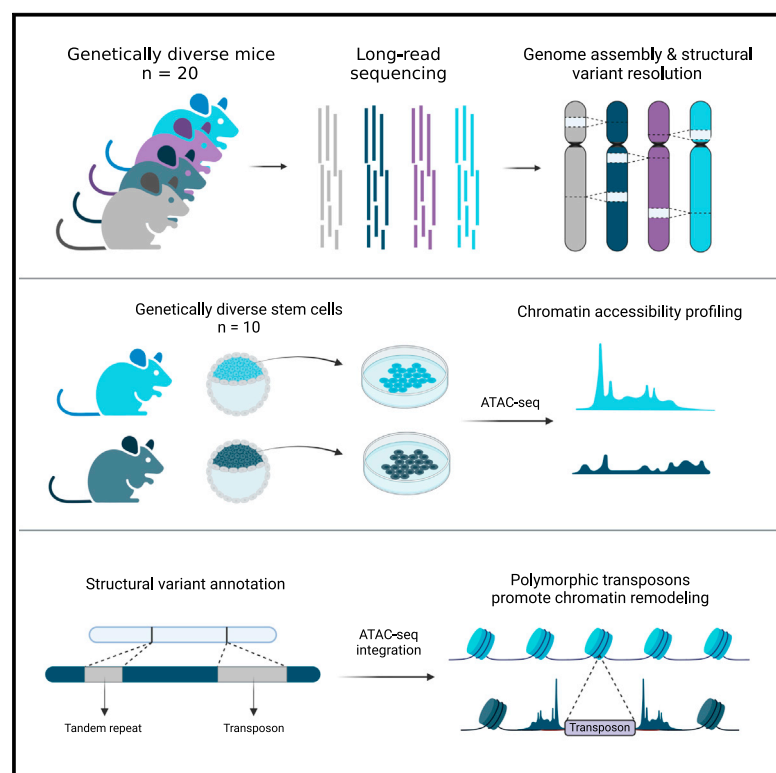 Genetically diverse mice
n = 20
Long-read
sequencing
Genome assembly & structural
variant resolution
Genetically diverse stem cells
n = 10
Chromatin accessibility profiling
ATAC-seq
Structural variant annotation
Polymorphic transposons
promote chromatin remodeling
ATAC-seq
integration
Tandem repeat
Transposon
Transposon